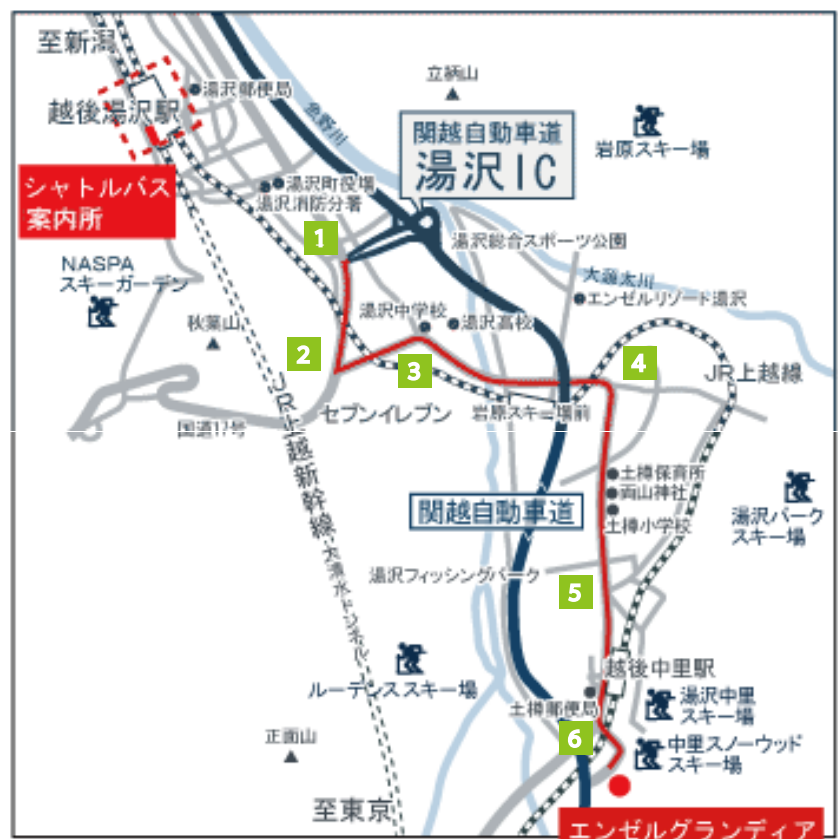 至新潟
越後湯沢駅
湯沢郵便局
立柄山
魚野川
関越自動車道
湯沢IC
岩原スキー場
シャトルバス
案内所
湯沢町役場
湯沢消防分署
1
湯沢総合スポーツ公園
NASPA
スキーガーデン
大源太川
エンゼルリゾート湯沢
秋葉山
湯沢中学校
湯沢高校
2
3
4
JR上越線
セブンイレブン
岩原スキー場前
国道17号
JR上越新幹線
大清水トンネル
土樽保育所
両山神社
土樽小学校
関越自動車道
湯沢パーク
スキー場
湯沢フィッシングパーク
5
ルーデンススキー場
越後中里駅
土樽郵便局
湯沢中里
スキー場
6
中里スノーウッド
スキー場
正面山
至東京
エンゼルグランディア